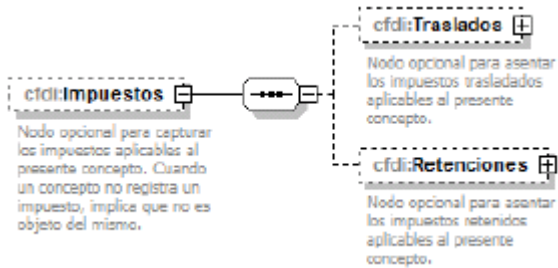 cfdi:Traslados
Nodo opcional para asentar
los impuestos trasladados
aplicables al presente
concepto.
cfdi:Impuestos
Nodo opcional para capturar
los impuestos aplicables al
presente concepto. Cuando
un concepto no registra un
impuesto, implica que no es
objeto del mismo.
cfdi:Retenciones
Nodo opcional para asentar
los impuestos retenidos
aplicables al presente
concepto.